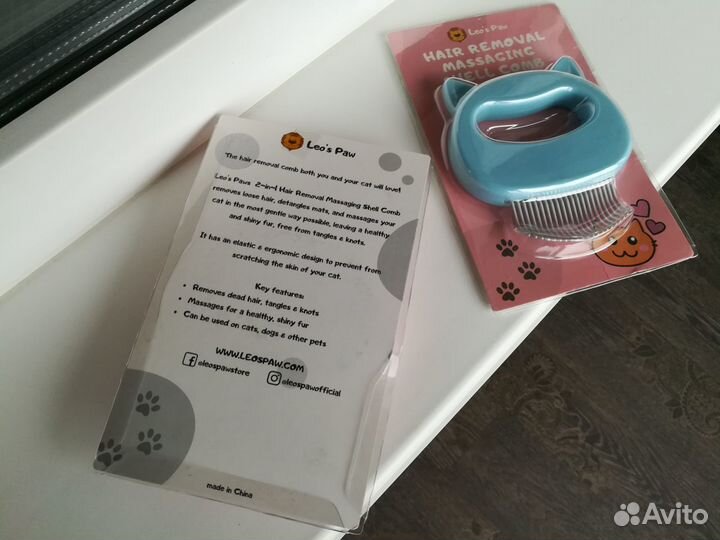 Leo's Paw
HAIR REMOVAL
MASSAGING
SHELL COMB
Leo's Paw
The hair removal comb both you and your cat will love!
Leo's Paws 2-in-1 Hair Removal Massaging Shell Comb
removes loose hair, detangles mats, and massages your
cat in the most gentle way possible, leaving a healthy
and shiny fur, free from tangles & knots.
It has an elastic & ergonomic design to prevent from
scratching the skin of your cat.
Key features:
• Removes dead hair, tangles & knots
• Massages for a healthy, shiny fur
• Can be used on cats, dogs & other pets
WWW.LEOSPAW.COM
@leospawstore @leospawofficial
made in China
Avito